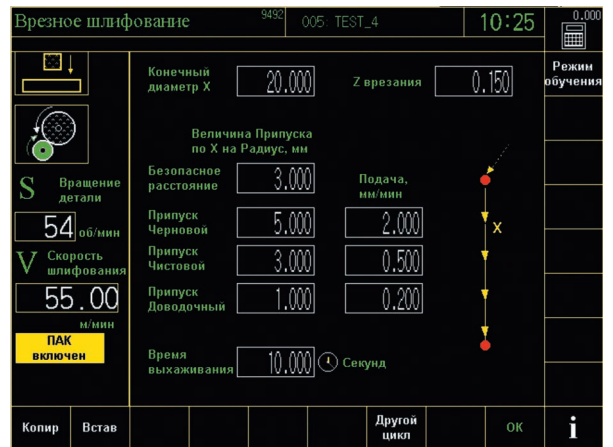 Врезное шлифование 9492 005: TEST_4 10:25 0.000
Режим обучения
Конечный диаметр X 20.000 Z врезания 0.150
Величина Припуска
по X на Радиус, мм
Безопасное расстояние 3.000
Подача, мм/мин
S Вращение детали
54 об/мин
Припуск Черновой 5.000 2.000
X
V Скорость шлифования
Припуск Чистовой 3.000 0.500
55.00 м/мин
Припуск Доводочный 1.000 0.200
ПАК включен
Время выхаживания 10.000 Секунд
Копир Встав Другой цикл ОК i